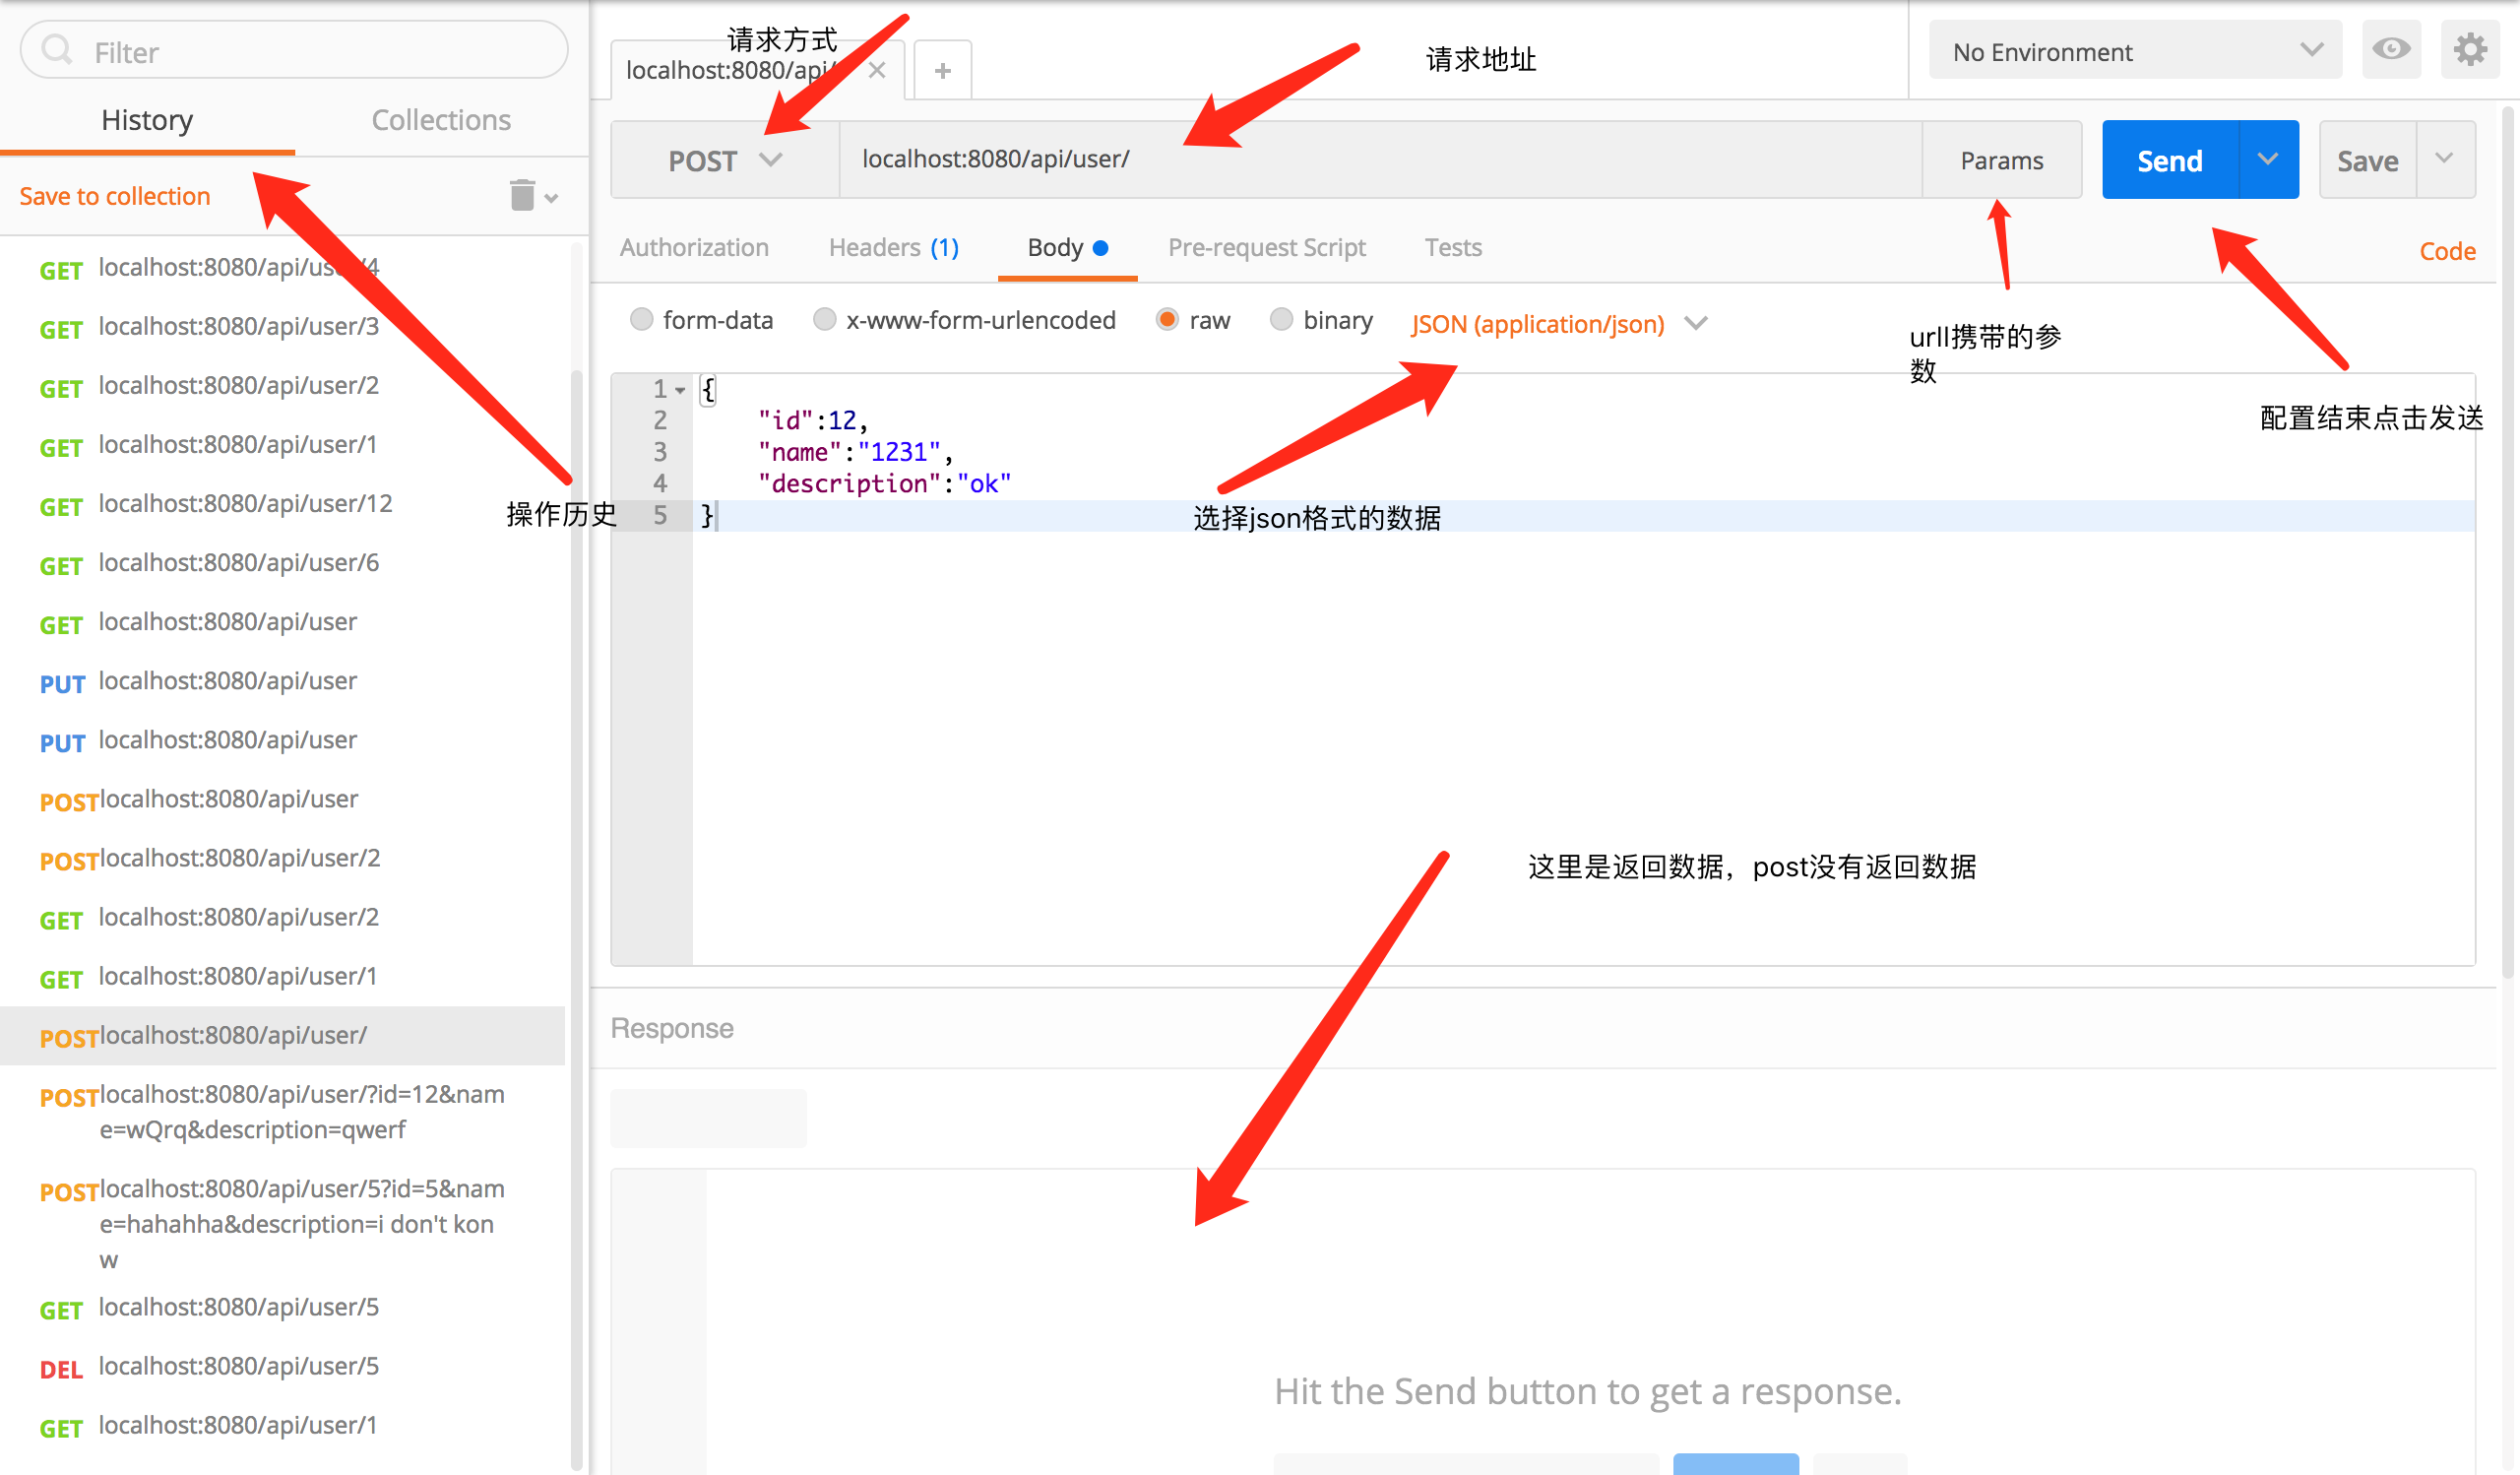 Filter
History
Collections
Save to collection
GET localhost:8080/api/user/4
GET localhost:8080/api/user/3
GET localhost:8080/api/user/2
GET localhost:8080/api/user/1
GET localhost:8080/api/user/12
GET localhost:8080/api/user/6
GET localhost:8080/api/user
PUT localhost:8080/api/user
PUT localhost:8080/api/user
POST localhost:8080/api/user
POST localhost:8080/api/user/2
GET localhost:8080/api/user/2
GET localhost:8080/api/user/1
POST localhost:8080/api/user/
POST localhost:8080/api/user/?id=12&nam
e=wQrq&description=qwerf
POST localhost:8080/api/user/5?id=5&nam
e=hahahha&description=i don't kon
w
GET localhost:8080/api/user/5
DEL localhost:8080/api/user/5
GET localhost:8080/api/user/1
操作历史
请求方式
localhost:8080/api/
请求地址
No Environment
POST
localhost:8080/api/user/
Params
Send
Save
Authorization
Headers (1)
Body
Pre-request Script
Tests
Code
form-data
x-www-form-urlencoded
raw
binary
JSON (application/json)
urll携带的参
数
配置结束点击发送
1 {
2 "id":12,
3 "name":"1231",
4 "description":"ok"
5 }
选择json格式的数据
这里是返回数据，post没有返回数据
Response
Hit the Send button to get a response.